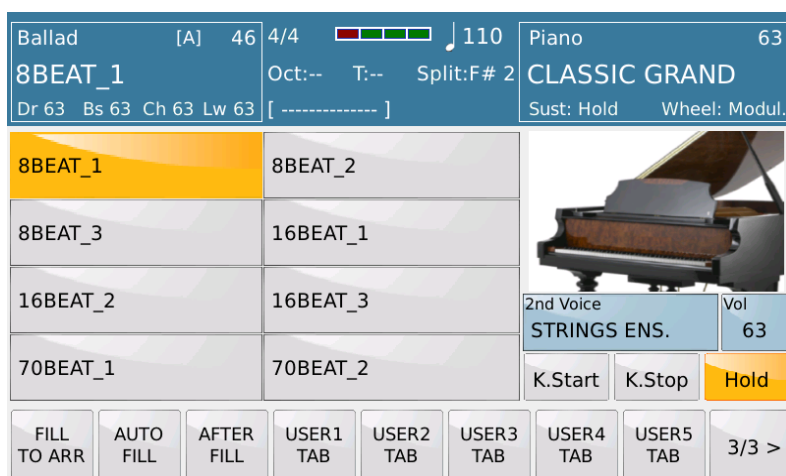 Ballad [A] 46
8BEAT_1
Dr 63 Bs 63 Ch 63 Lw 63
4/4 110
Oct:-- T:-- Split:F# 2
[ -------------- ]
Piano 63
CLASSIC GRAND
Sust: Hold Wheel: Modul.
8BEAT_1 8BEAT_2
8BEAT_3 16BEAT_1
16BEAT_2 16BEAT_3
70BEAT_1 70BEAT_2
2nd Voice Vol
STRINGS ENS. 63
K.Start K.Stop Hold
FILL TO ARR
AUTO FILL
AFTER FILL
USER1 TAB
USER2 TAB
USER3 TAB
USER4 TAB
USER5 TAB
3/3 >